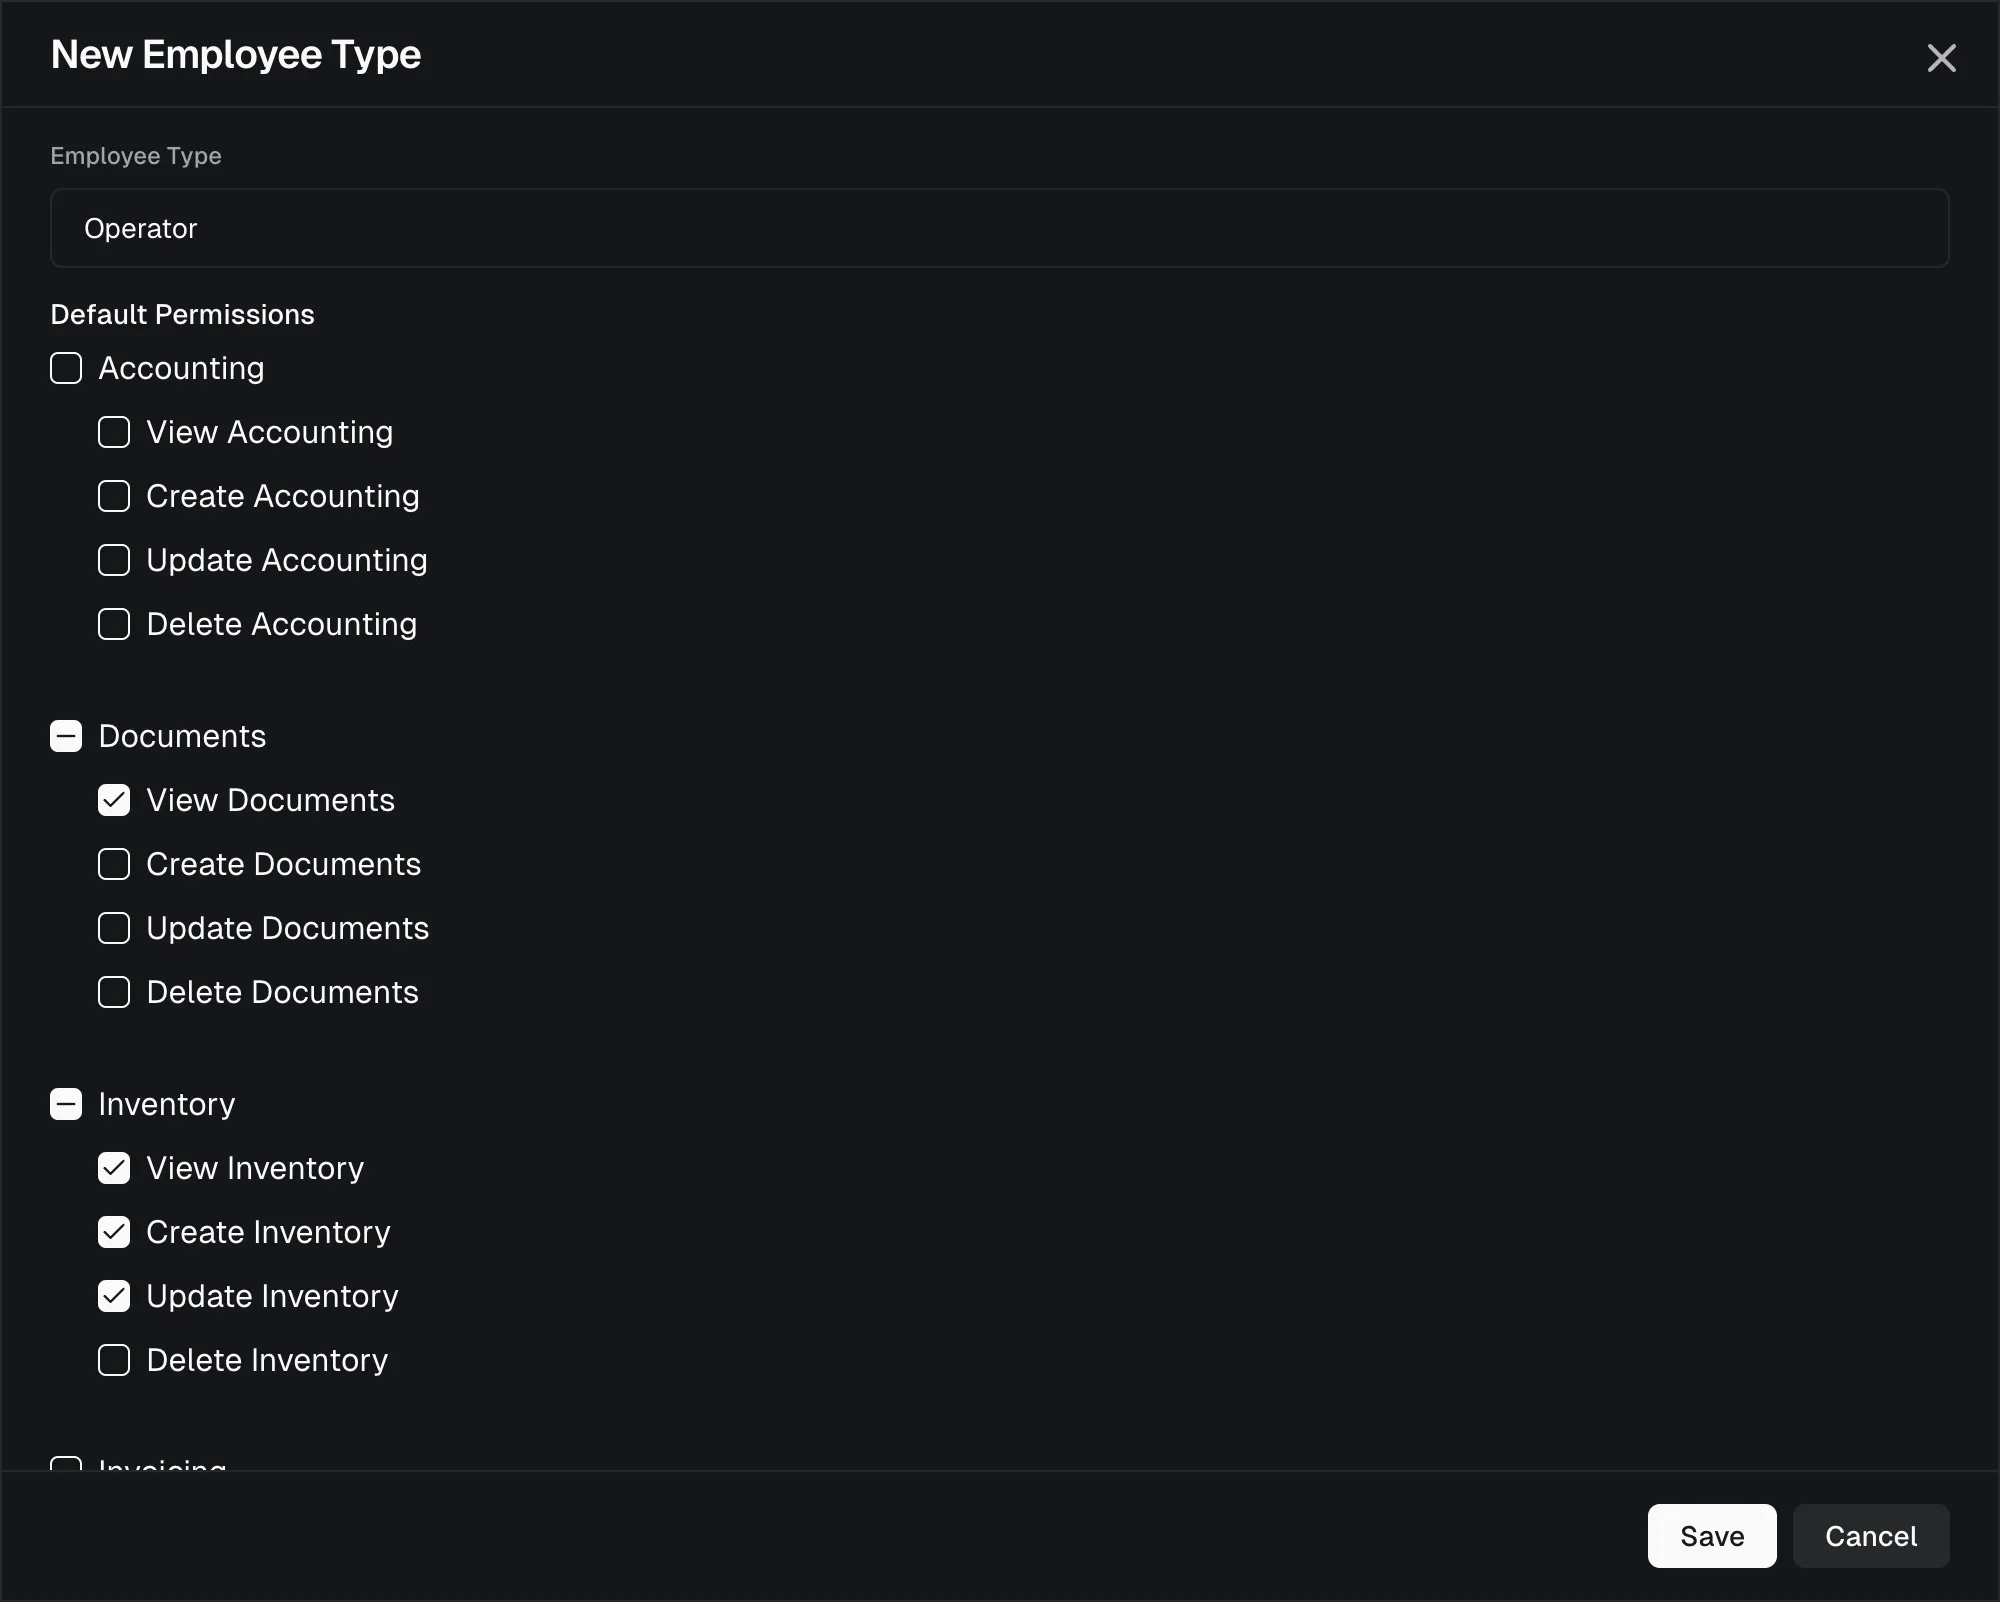 New Employee Type
Employee Type
Operator
Default Permissions
Accounting
View Accounting
Create Accounting
Update Accounting
Delete Accounting
Documents
View Documents
Create Documents
Update Documents
Delete Documents
Inventory
View Inventory
Create Inventory
Update Inventory
Delete Inventory
Invoicing
Save
Cancel